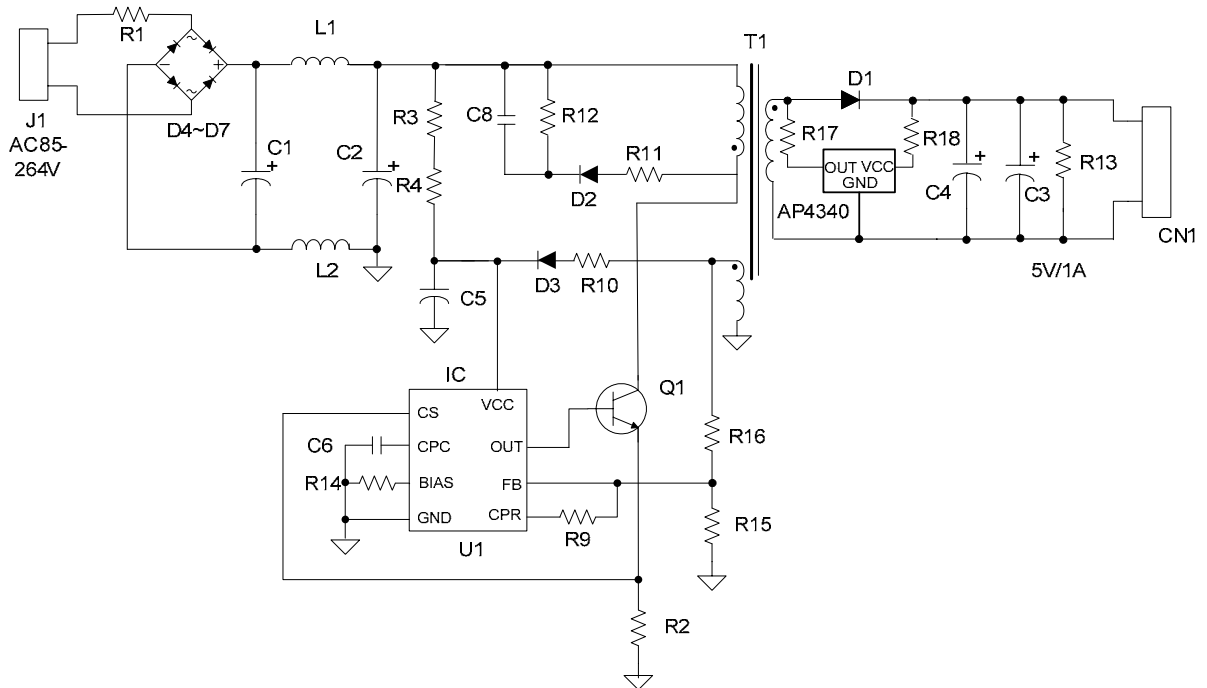 L1
T1
R1
~
-
+
~
D1
J1
AC85-
264V
D4~D7
C1
+
C2
+
R3
C8
R12
R4
R11
D2
R17
R18
OUT VCC
GND
AP4340
+
C4
+
C3
R13
CN1
5V/1A
L2
C5
D3
R10
IC
VCC
CS
CPC
OUT
BIAS
FB
GND
CPR
U1
C6
R14
Q1
R16
R9
R15
R2